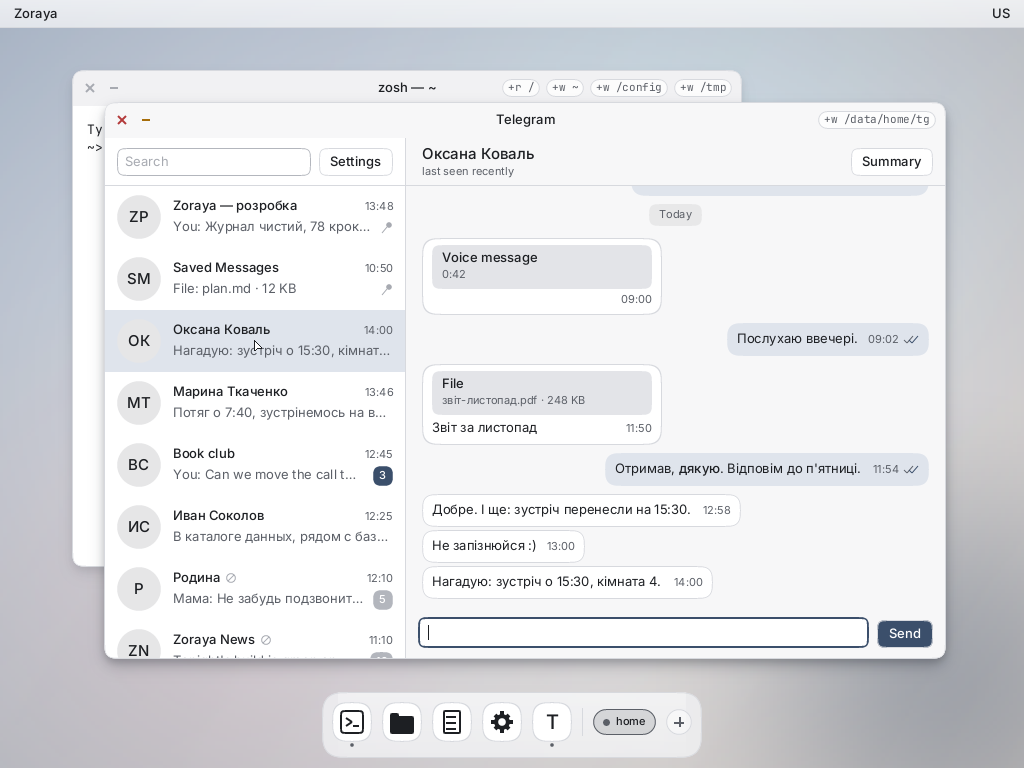 Zoraya
US
zosh — ~
+r /
+w ~
+w /config
+w /tmp
Ty
~>
Telegram
+w /data/home/tg
Search
Settings
ZP
Zoraya — розробка
13:48
You: Журнал чистий, 78 крок…
SM
Saved Messages
10:50
File: plan.md · 12 KB
ОК
Оксана Коваль
14:00
Нагадую: зустріч о 15:30, кімнат…
МТ
Марина Ткаченко
13:46
Потяг о 7:40, зустрінемось на в…
BC
Book club
12:45
You: Can we move the call t…
3
ИС
Иван Соколов
12:25
В каталоге данных, рядом с баз…
Р
Родина
12:10
Мама: Не забудь подзвонит…
5
ZN
Zoraya News
11:10
Оксана Коваль
last seen recently
Summary
Today
Voice message
0:42
09:00
Послухаю ввечері. 09:02
File
звіт-листопад.pdf · 248 KB
Звіт за листопад 11:50
Отримав, дякую. Відповім до п'ятниці. 11:54
Добре. І ще: зустріч перенесли на 15:30. 12:58
Не запізнюйся :) 13:00
Нагадую: зустріч о 15:30, кімната 4. 14:00
Send
T
home